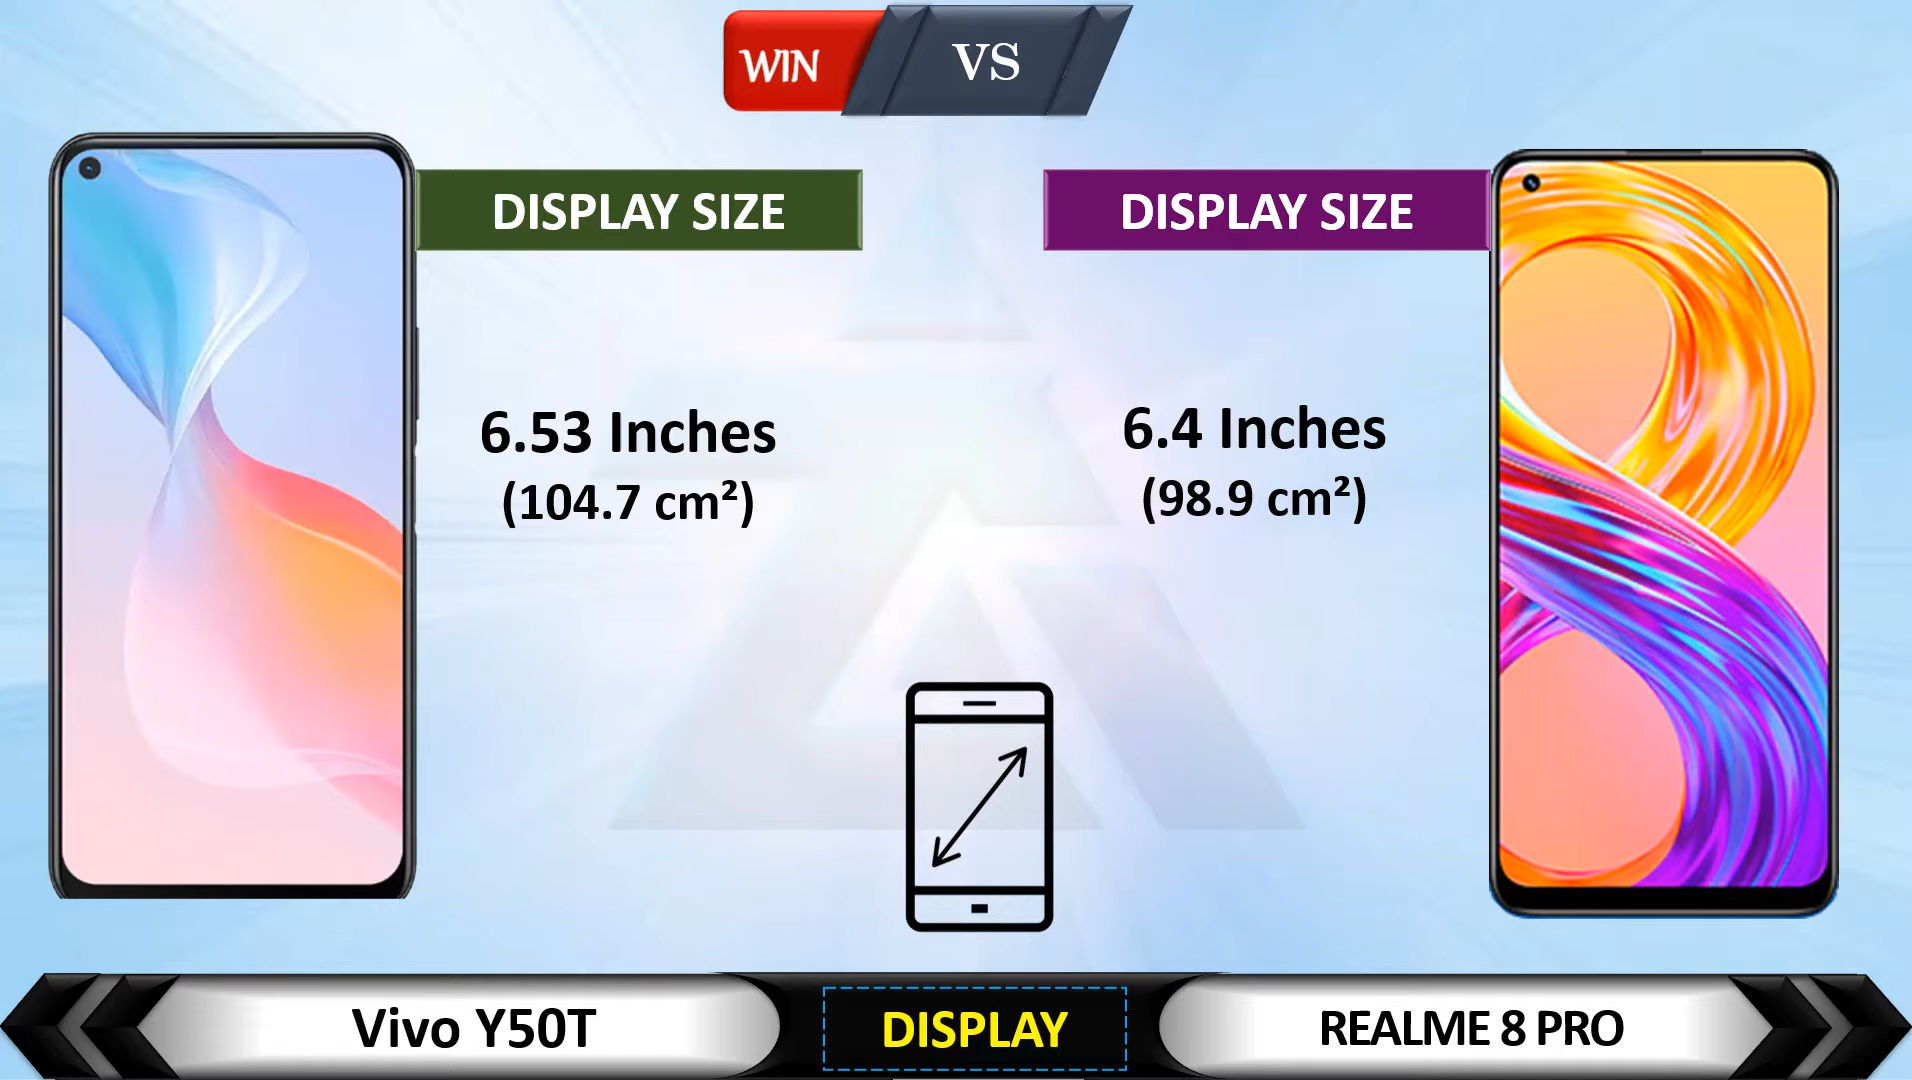 WIN VS
DISPLAY SIZE
6.53 Inches
(104.7 cm²)
DISPLAY SIZE
6.4 Inches
(98.9 cm²)
Vivo Y50T
DISPLAY
REALME 8 PRO